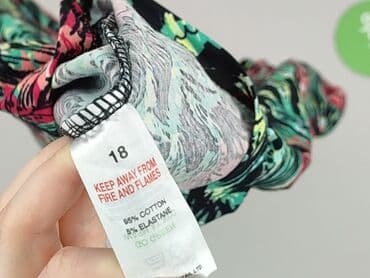 18
KEEP AWAY FROM
FIRE AND FLAMES
95% COTTON
5% ELASTANE